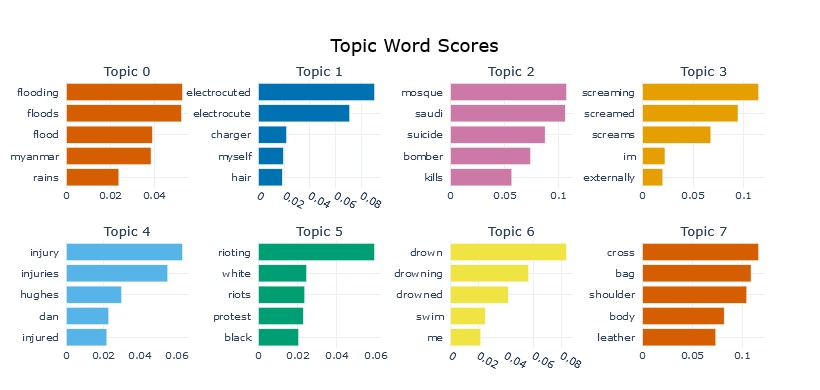 Topic Word Scores
Topic 0
flooding
floods
flood
myanmar
rains
0 0.02 0.04
Topic 1
electrocuted
electrocute
charger
myself
hair
0 0.02 0.04 0.06 0.08
Topic 2
mosque
saudi
suicide
bomber
kills
0 0.05 0.1
Topic 3
screaming
screamed
screams
im
externally
0 0.05 0.1
Topic 4
injury
injuries
hughes
dan
injured
0 0.02 0.04 0.06
Topic 5
rioting
white
riots
protest
black
0 0.02 0.04 0.06
Topic 6
drown
drowning
drowned
swim
me
0 0.02 0.04 0.06 0.08
Topic 7
cross
bag
shoulder
body
leather
0 0.05 0.1